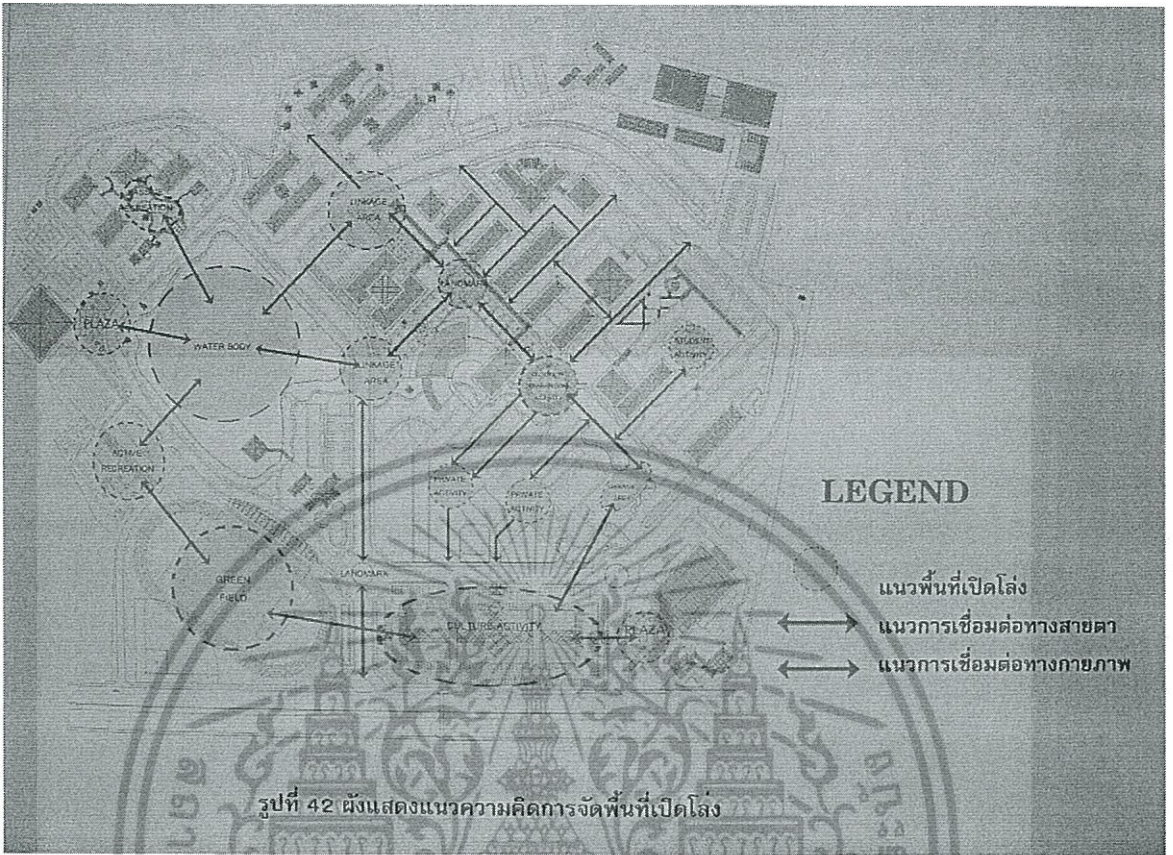 LINKAGE
AREA
LANDMARK
PLAZA
WATER BODY
LINKAGE
AREA
STUDENT
ACTIVITY
ACTIVE
RECREATION
PRIVATE
ACTIVITY
PRIVATE
ACTIVITY
LEGEND
GREEN
FIELD
LANDMARK
CULTURE ACTIVITY
PLAZA
แนวพื้นที่เปิดโล่ง
แนวการเชื่อมต่อทางสายตา
แนวการเชื่อมต่อทางกายภาพ
รูปที่ 42 ผังแสดงแนวความคิดการจัดพื้นที่เปิดโล่ง